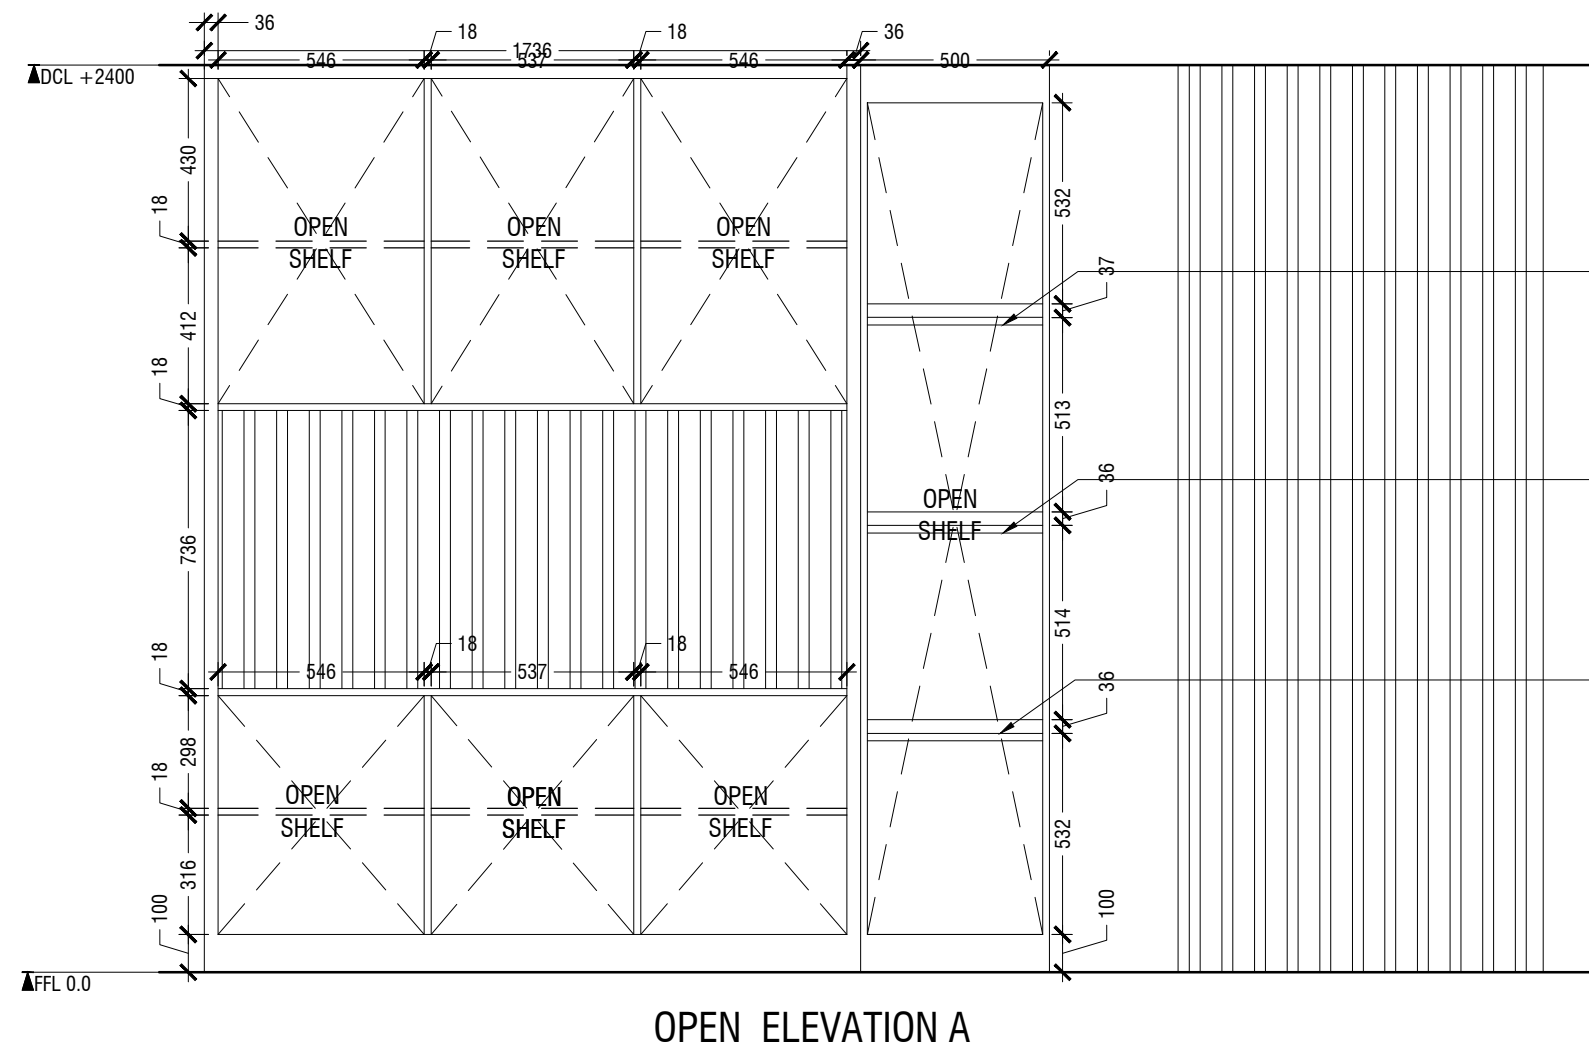 36
18
18
36
1736
546
537
546
500
DCL +2400
430
18
412
18
736
18
298
18
316
100
OPEN
SHELF
OPEN
SHELF
OPEN
SHELF
532
37
513
36
514
36
532
100
OPEN
SHELF
18
18
546
537
546
OPEN
SHELF
OPEN
SHELF
OPEN
SHELF
FFL 0.0
OPEN ELEVATION A